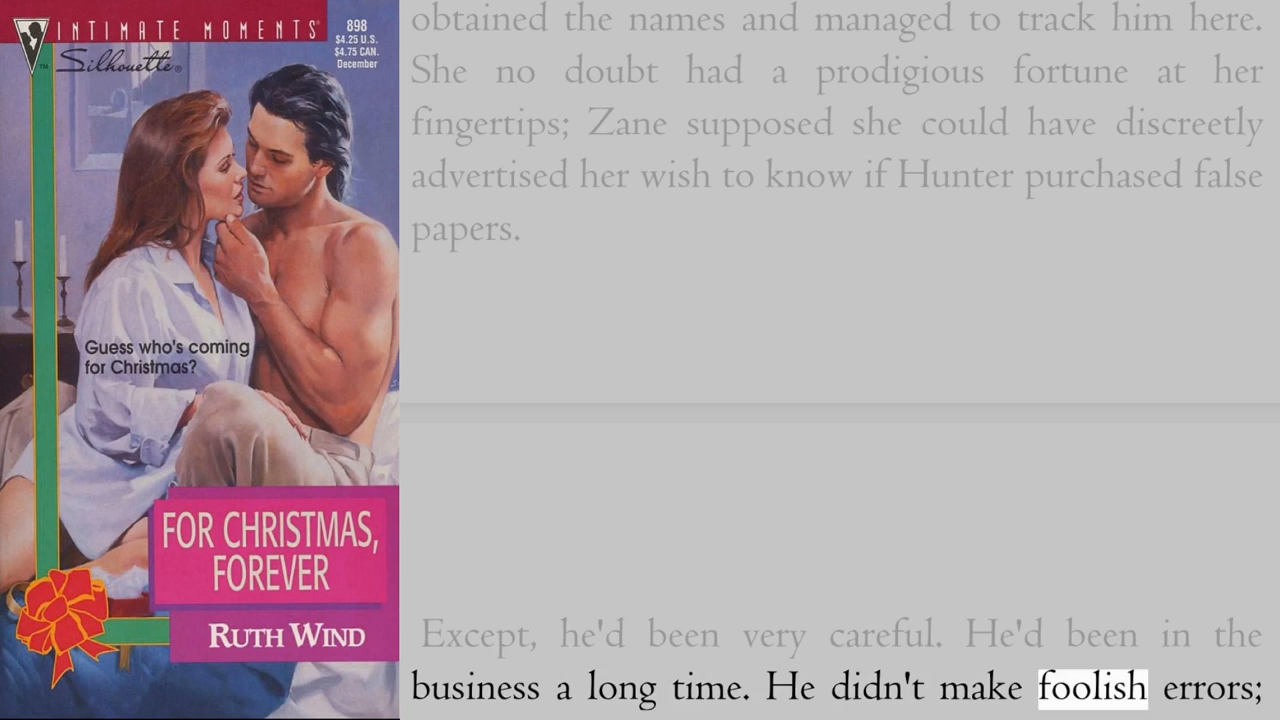 INTIMATE MOMENTS®
898
$4.25 U.S.
$4.75 CAN.
December
™
Silhouette®
Guess who's coming
for Christmas?
FOR CHRISTMAS,
FOREVER
RUTH WIND
obtained the names and managed to track him here.
She no doubt had a prodigious fortune at her
fingertips; Zane supposed she could have discreetly
advertised her wish to know if Hunter purchased false
papers.
Except, he'd been very careful. He'd been in the
business a long time. He didn't make foolish errors;